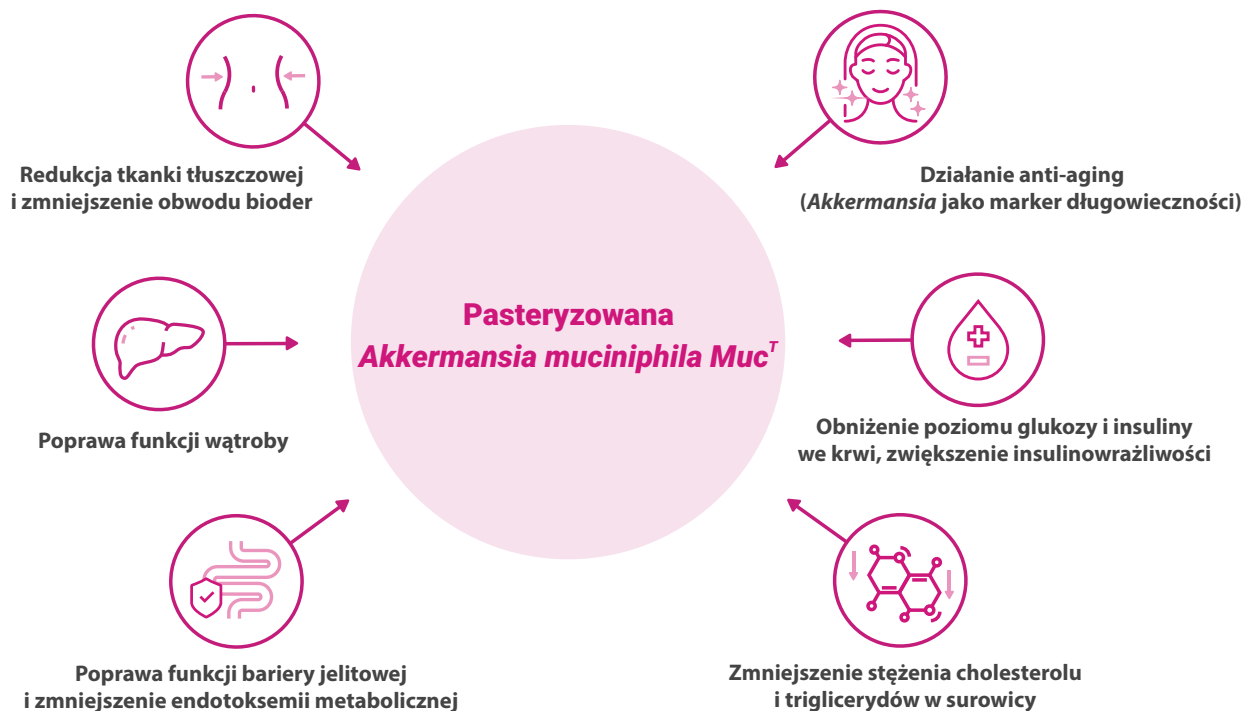 Redukcja tkanki tłuszczowej
i zmniejszenie obwodu bioder
Działanie anti-aging
(Akkermansia jako marker długowieczności)
Pasteryzowana
Akkermansia muciniphila Muc^T
Poprawa funkcji wątroby
Obniżenie poziomu glukozy i insuliny
we krwi, zwiększenie insulinowrażliwości
Poprawa funkcji bariery jelitowej
i zmniejszenie endotoksemii metabolicznej
Zmniejszenie stężenia cholesterolu
i triglicerydów w surowicy